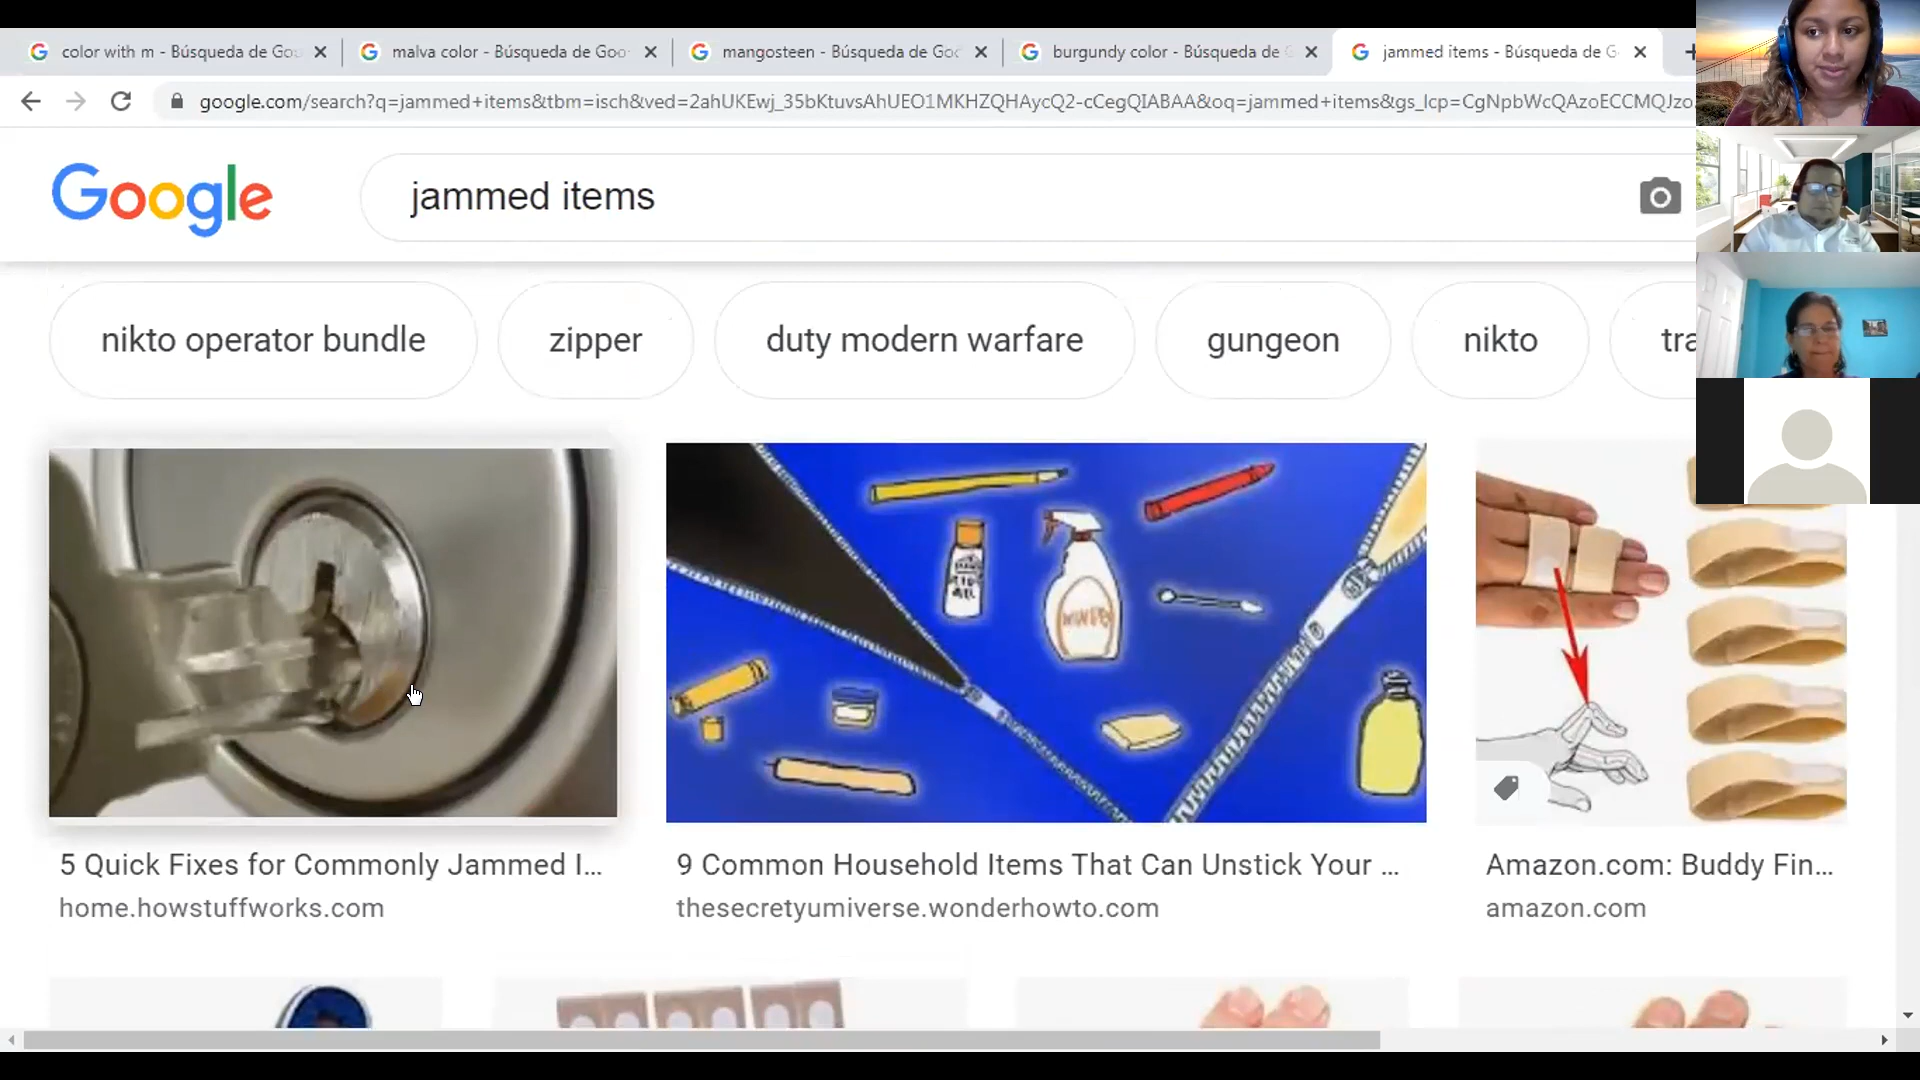 color with m - Búsqueda de Goo
malva color - Búsqueda de Goo
mangosteen - Búsqueda de Goo
burgundy color - Búsqueda de G
jammed items - Búsqueda de G
google.com/search?q=jammed+items&tbm=isch&ved=2ahUKEwj_35bKtuvsAhUEO1MKHZQHAycQ2-cCegQIABAA&oq=jammed+items&gs_lcp=CgNpbWcQAzoECCMQJzo
Google
jammed items
nikto operator bundle
zipper
duty modern warfare
gungeon
nikto
tra
5 Quick Fixes for Commonly Jammed I...
home.howstuffworks.com
9 Common Household Items That Can Unstick Your ...
thesecretyumiverse.wonderhowto.com
Amazon.com: Buddy Fin...
amazon.com